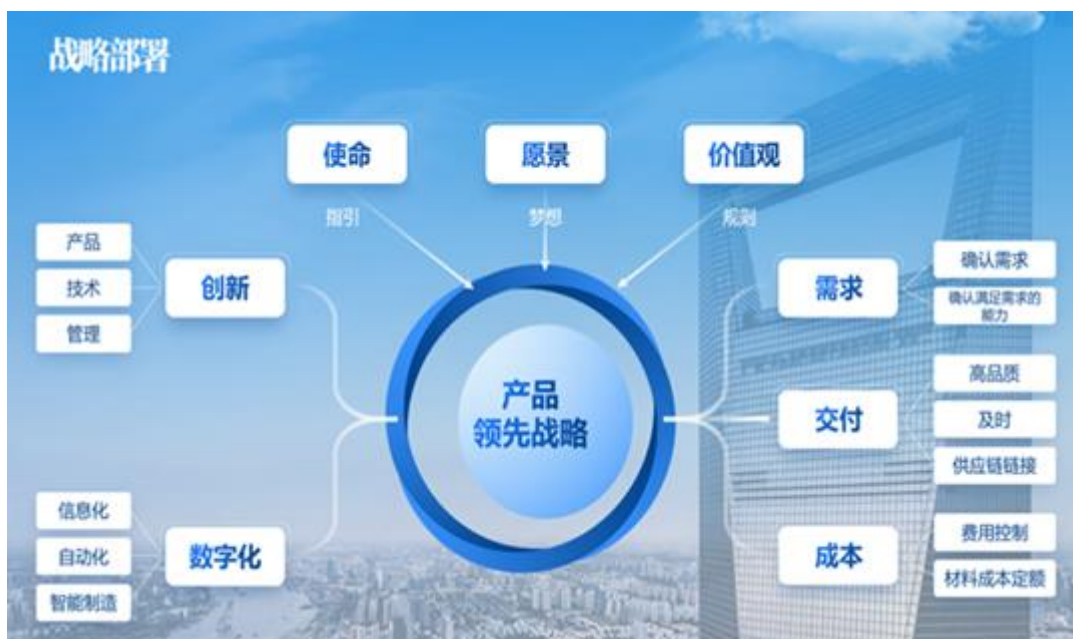 战略部署
使命
愿景
价值观
指引
梦想
规则
产品
技术
管理
创新
信息化
自动化
智能制造
数字化
产品
领先战略
需求
确认需求
确认满足需求的
能力
交付
高品质
及时
供应链链接
成本
费用控制
材料成本定额